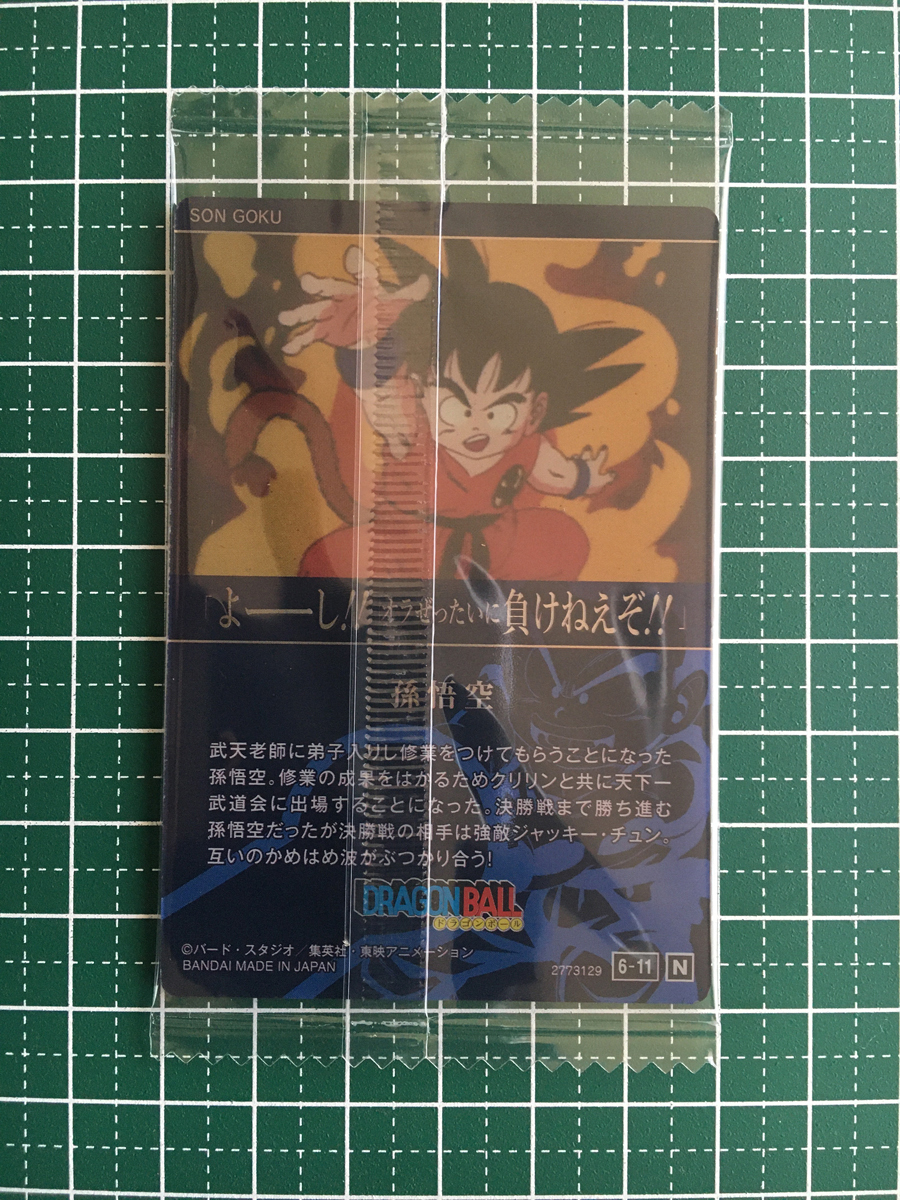 SON GOKU
「よーーし!! オラぜったいに負けねえぞ!!」
孫悟空
武天老師に弟子入りし修業をつけてもらうことになった
孫悟空。修業の成果をはかるためクリリンと共に天下一
武道会に出場することになった。決勝戦まで勝ち進む
孫悟空だったが決勝戦の相手は強敵ジャッキー・チュン。
互いのかめはめ波がぶつかり合う!
DRAGON BALL
ドラゴンボール
©バード・スタジオ/集英社・東映アニメーション
BANDAI MADE IN JAPAN 2773129 6-11 N